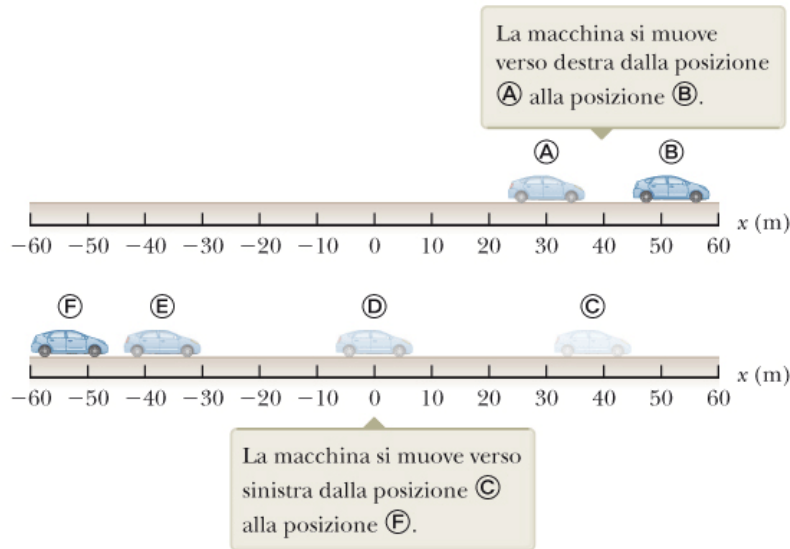 La macchina si muove
verso destra dalla posizione
Ⓐ alla posizione Ⓑ.
Ⓐ Ⓑ
x (m)
−60 −50 −40 −30 −20 −10 0 10 20 30 40 50 60
Ⓕ Ⓔ Ⓓ Ⓒ
x (m)
−60 −50 −40 −30 −20 −10 0 10 20 30 40 50 60
La macchina si muove verso
sinistra dalla posizione Ⓒ
alla posizione Ⓕ.